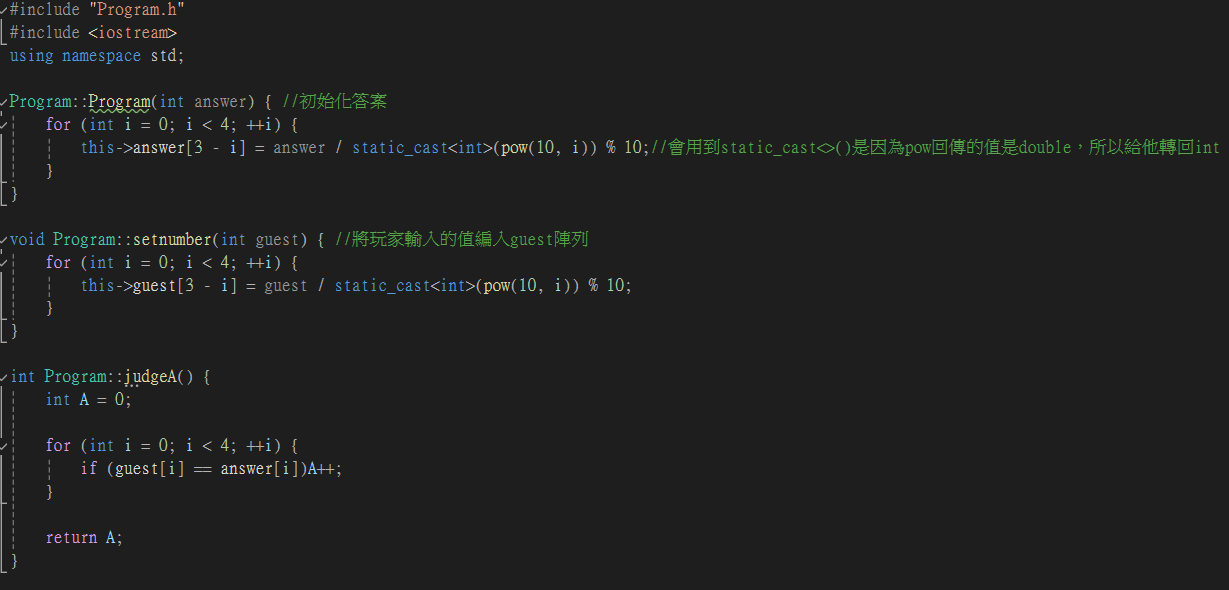 #include "Program.h"
#include <iostream>
using namespace std;
Program::Program(int answer) { //初始化答案
for (int i = 0; i < 4; ++i) {
this->answer[3 - i] = answer / static_cast<int>(pow(10, i)) % 10;//會用到static_cast<>()是因為pow回傳的值是double，所以給他轉回int
}
}
void Program::setnumber(int guest) { //將玩家輸入的值編入guest陣列
for (int i = 0; i < 4; ++i) {
this->guest[3 - i] = guest / static_cast<int>(pow(10, i)) % 10;
}
}
int Program::judgeA() {
int A = 0;
for (int i = 0; i < 4; ++i) {
if (guest[i] == answer[i])A++;
}
return A;
}